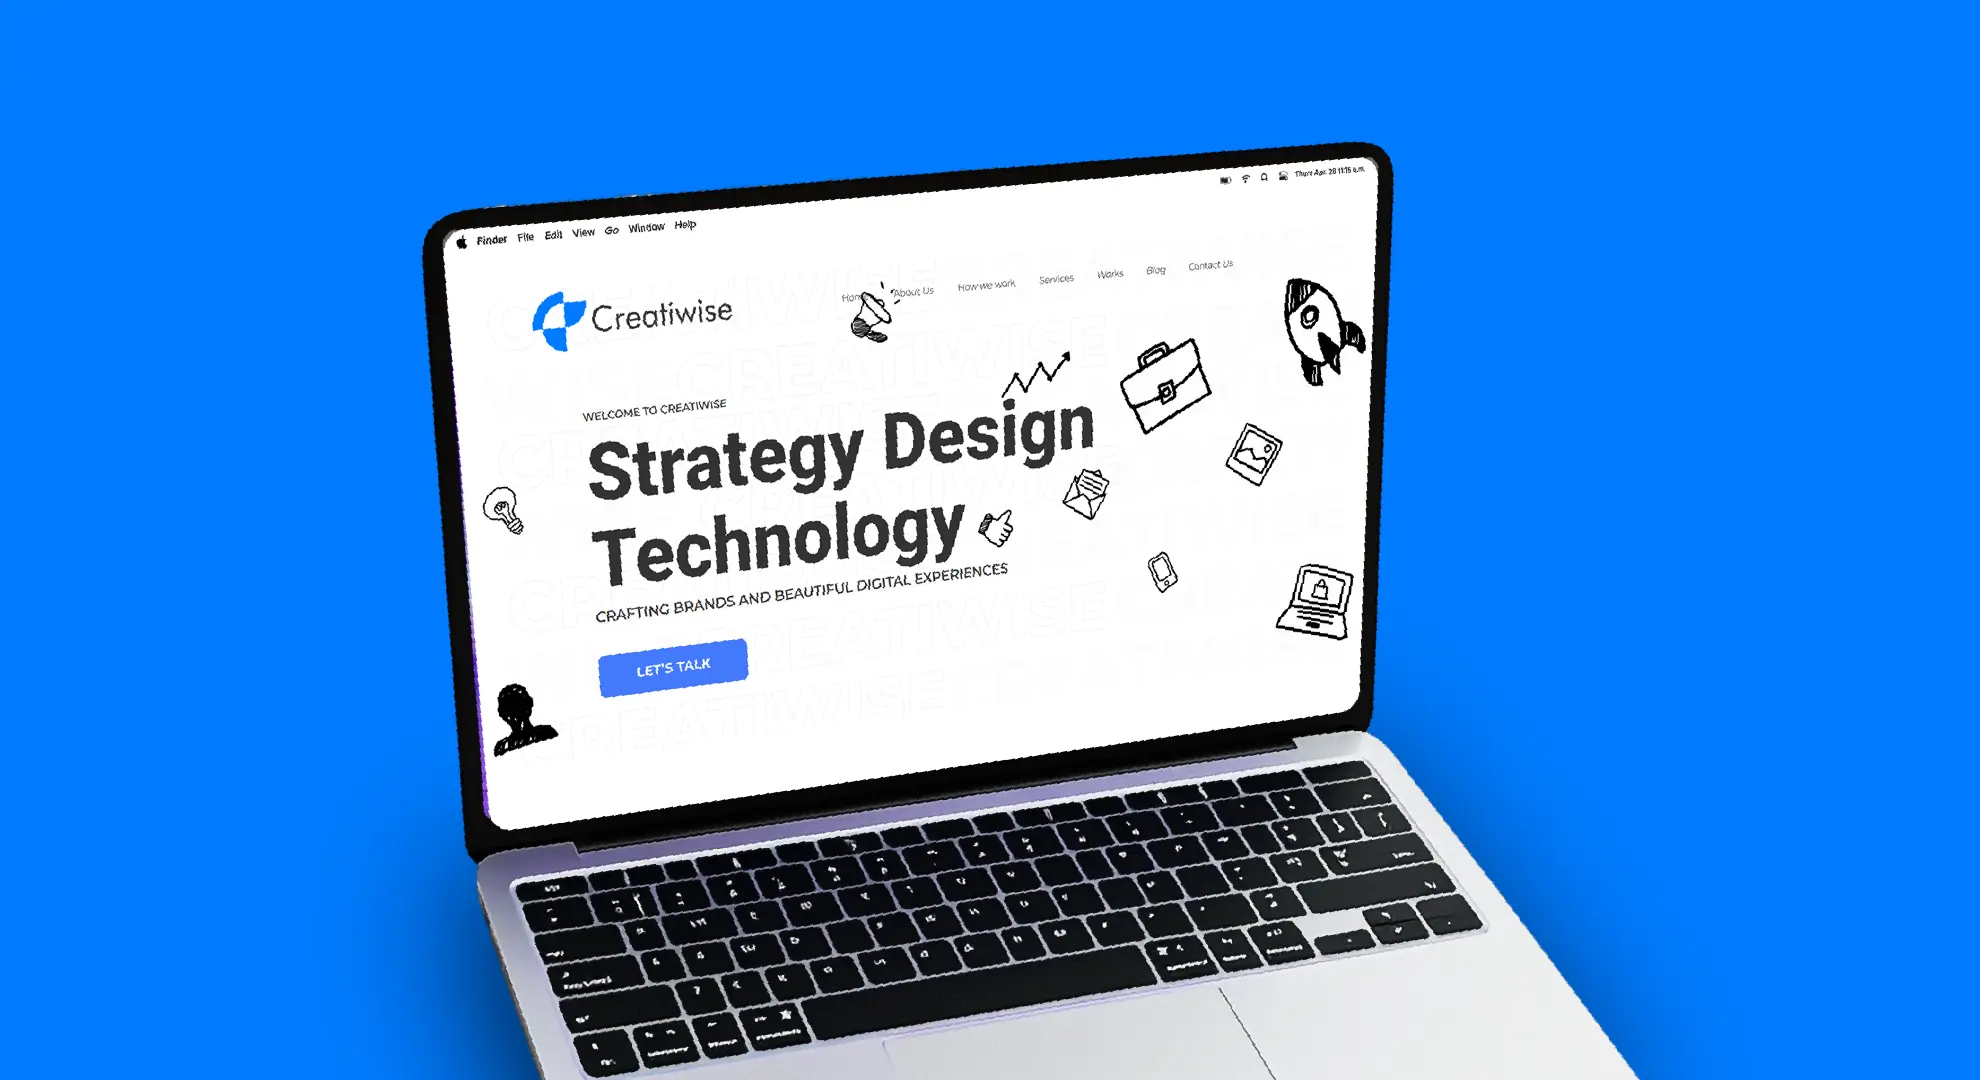 Finder File Edit View Go Window Help
Thurs Apr. 28 11:15 a.m.
Creatiwise
Home About Us How we work Services Works Blog Contact Us
WELCOME TO CREATIWISE
Strategy Design
Technology
CRAFTING BRANDS AND BEAUTIFUL DIGITAL EXPERIENCES
LET'S TALK